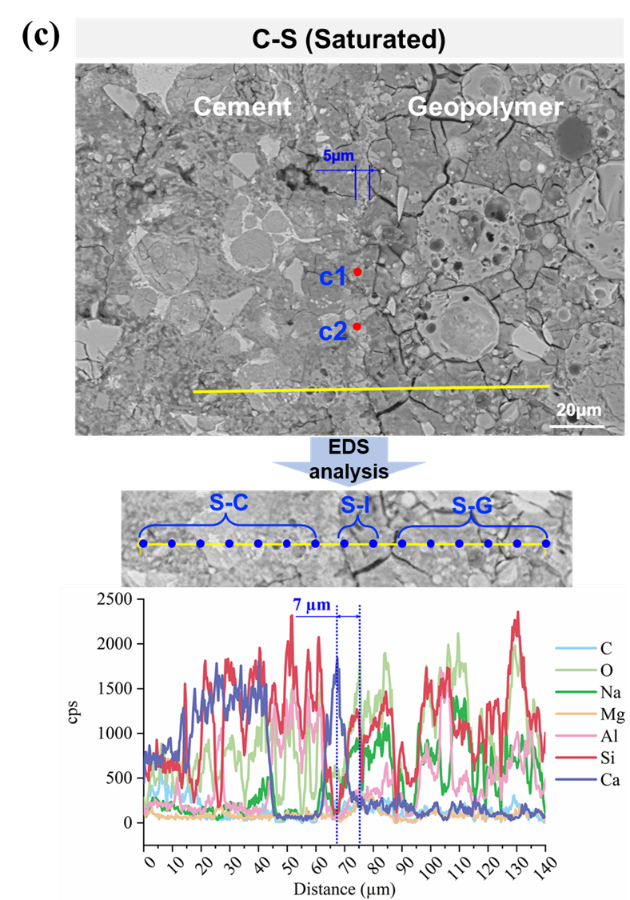 (c)
C-S (Saturated)
Cement
Geopolymer
5μm
c1
c2
20μm
EDS
analysis
S-C
S-I
S-G
2500
2000
1500
1000
500
0
cps
7 μm
C
O
Na
Mg
Al
Si
Ca
0 10 20 30 40 50 60 70 80 90 100 110 120 130 140
Distance (μm)